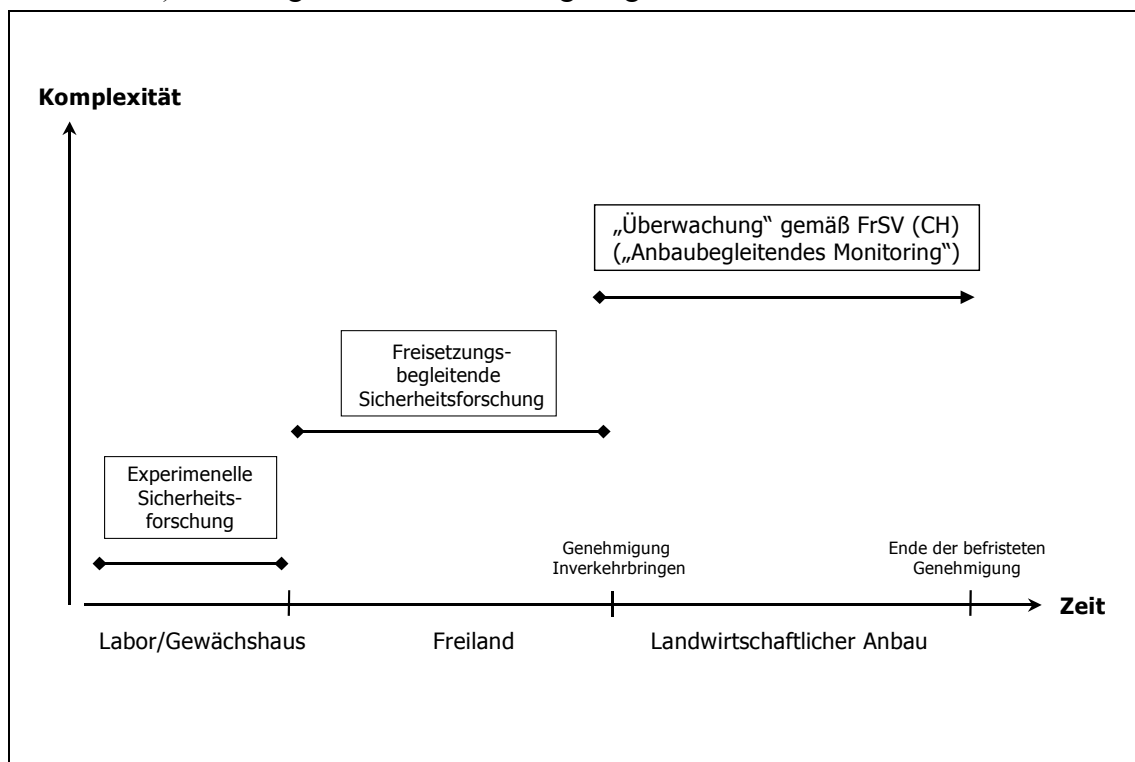 Komplexität
„Überwachung“ gemäß FrSV (CH)
(„Anbaubegleitendes Monitoring“)
Freisetzungs-
begleitende
Sicherheitsforschung
Experimenelle
Sicherheits-
forschung
Genehmigung
Inverkehrbringen
Ende der befristeten
Genehmigung
Zeit
Labor/Gewächshaus
Freiland
Landwirtschaftlicher Anbau